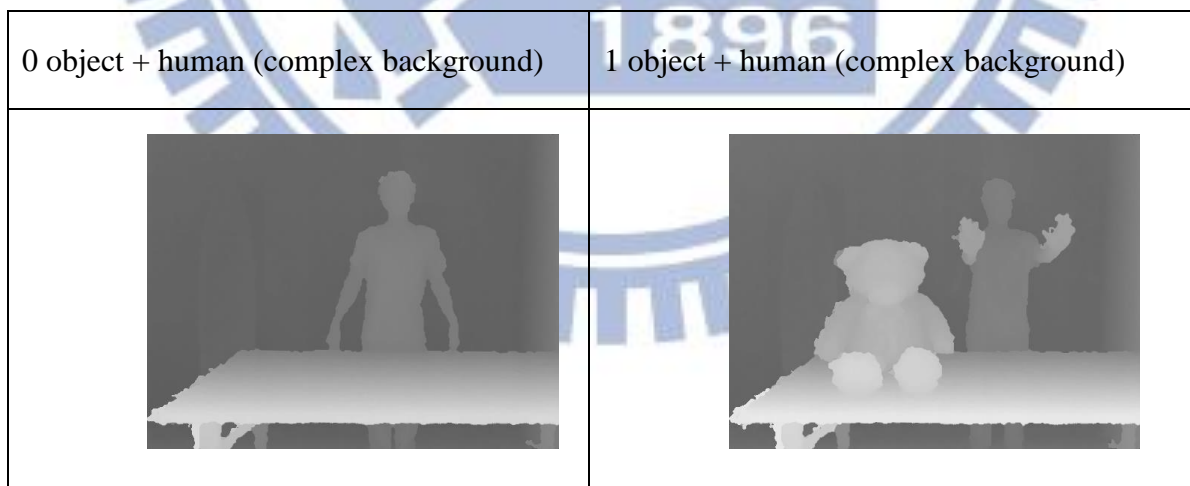 1896
0 object + human (complex background)
1 object + human (complex background)